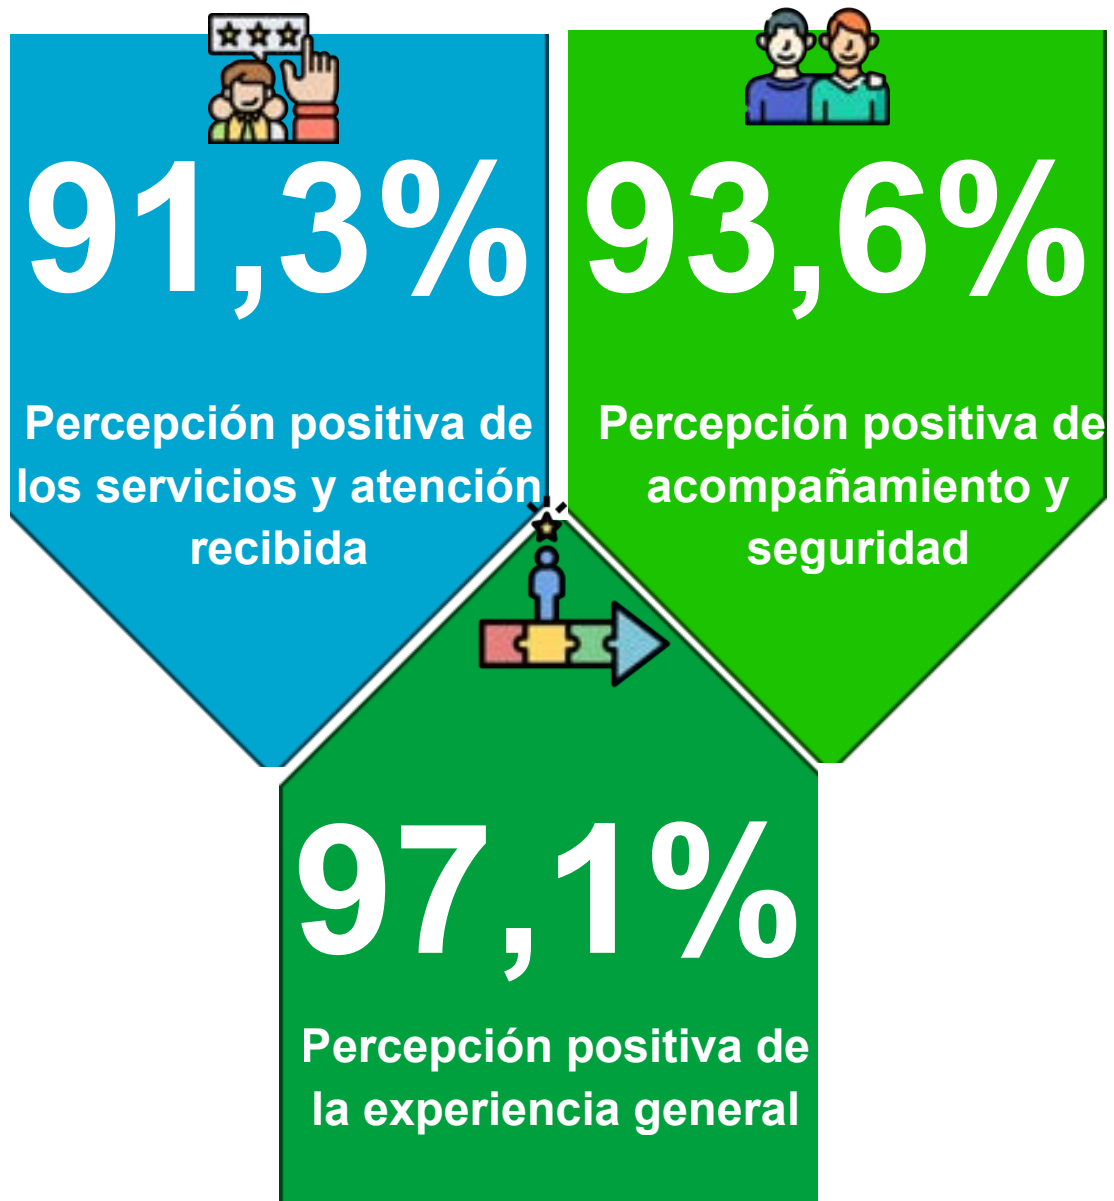 91,3%
Percepción positiva de
los servicios y atención
recibida
93,6%
Percepción positiva de
acompañamiento y
seguridad
97,1%
Percepción positiva de
la experiencia general